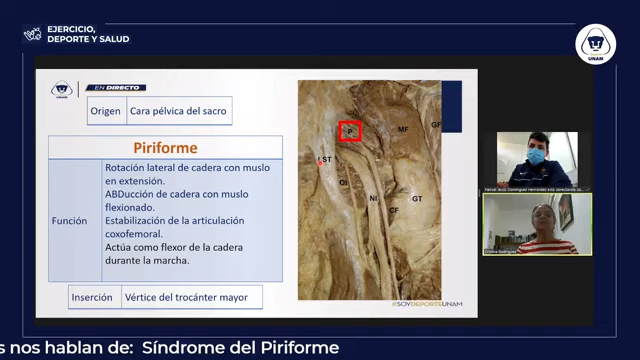 EJERCICIO,
DEPORTE Y SALUD
UNAM
UNAM
EN DIRECTO
Origen Cara pélvica del sacro
Piriforme
Función
Rotación lateral de cadera con muslo
en extensión.
ABDucción de cadera con muslo
flexionado.
Estabilización de la articulación
coxofemoral.
Actúa como flexor de la cadera
durante la marcha.
Inserción Vértice del trocánter mayor
P
MF
GF
ST
OI
NI
GT
CF
#SOYDEPORTEUNAM
s nos hablan de: Síndrome del Piriforme